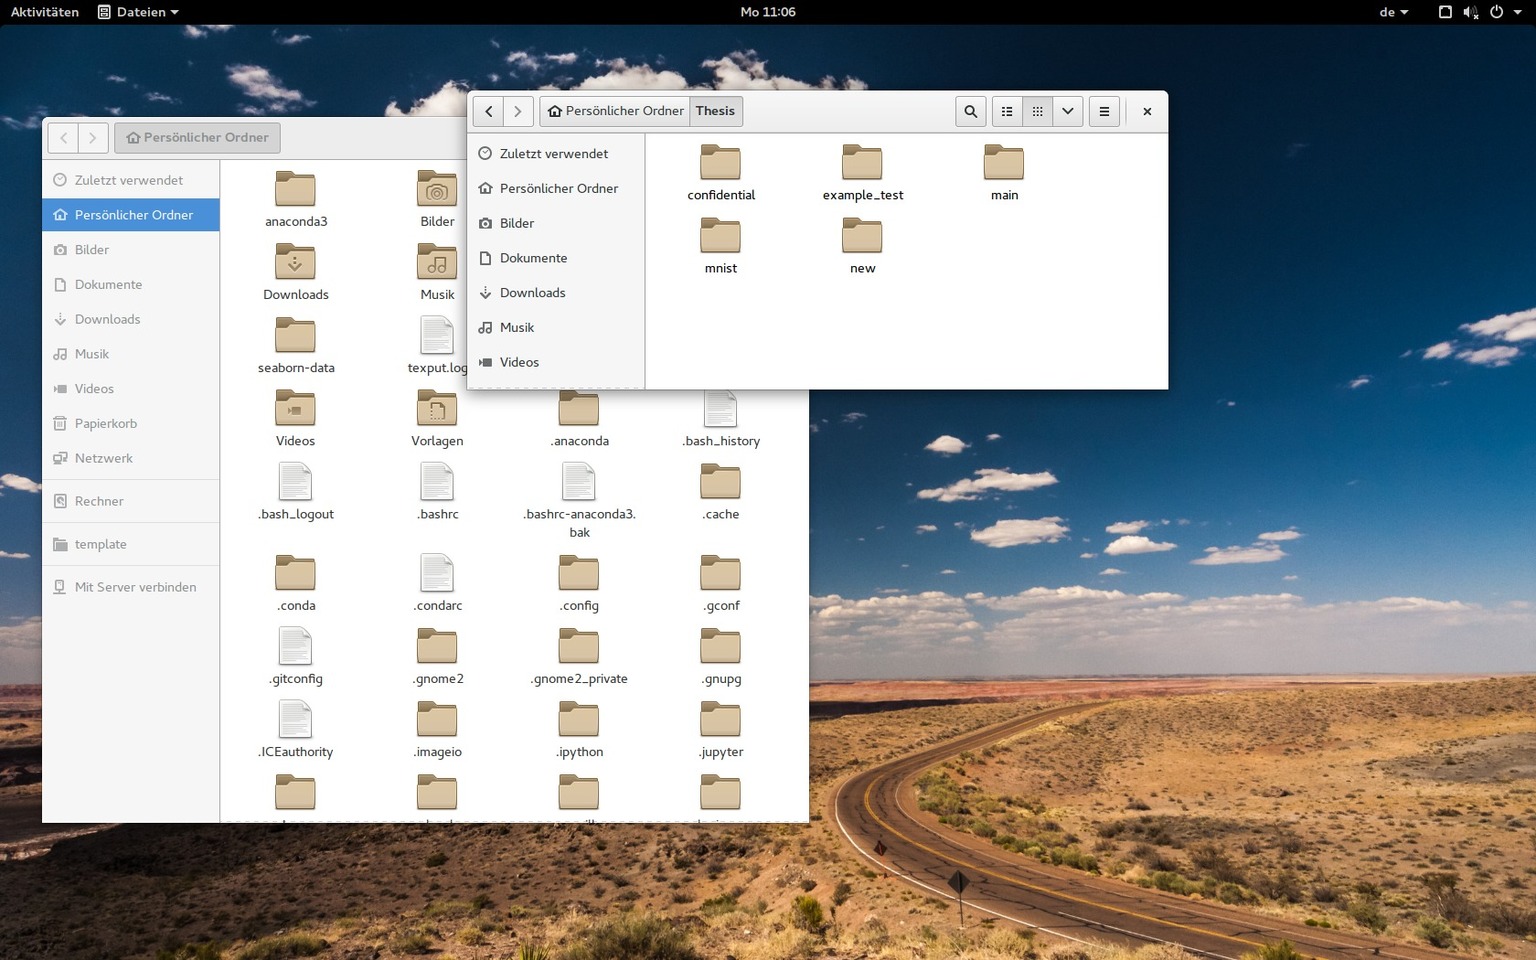 Aktivitäten Dateien Mo 11:06 de
Persönlicher Ordner Thesis
Zuletzt verwendet
Persönlicher Ordner
Bilder
Dokumente
Downloads
Musik
Videos
confidential example_test main
mnist new
Persönlicher Ordner
Zuletzt verwendet
Persönlicher Ordner
Bilder
Dokumente
Downloads
Musik
Videos
Papierkorb
Netzwerk
Rechner
template
Mit Server verbinden
anaconda3 Bilder
Downloads Musik
seaborn-data texput.log
Videos Vorlagen .anaconda .bash_history
.bash_logout .bashrc .bashrc-anaconda3. .cache
bak
.conda .condarc .config .gconf
.gitconfig .gnome2 .gnome2_private .gnupg
.ICEauthority .imageio .ipython .jupyter